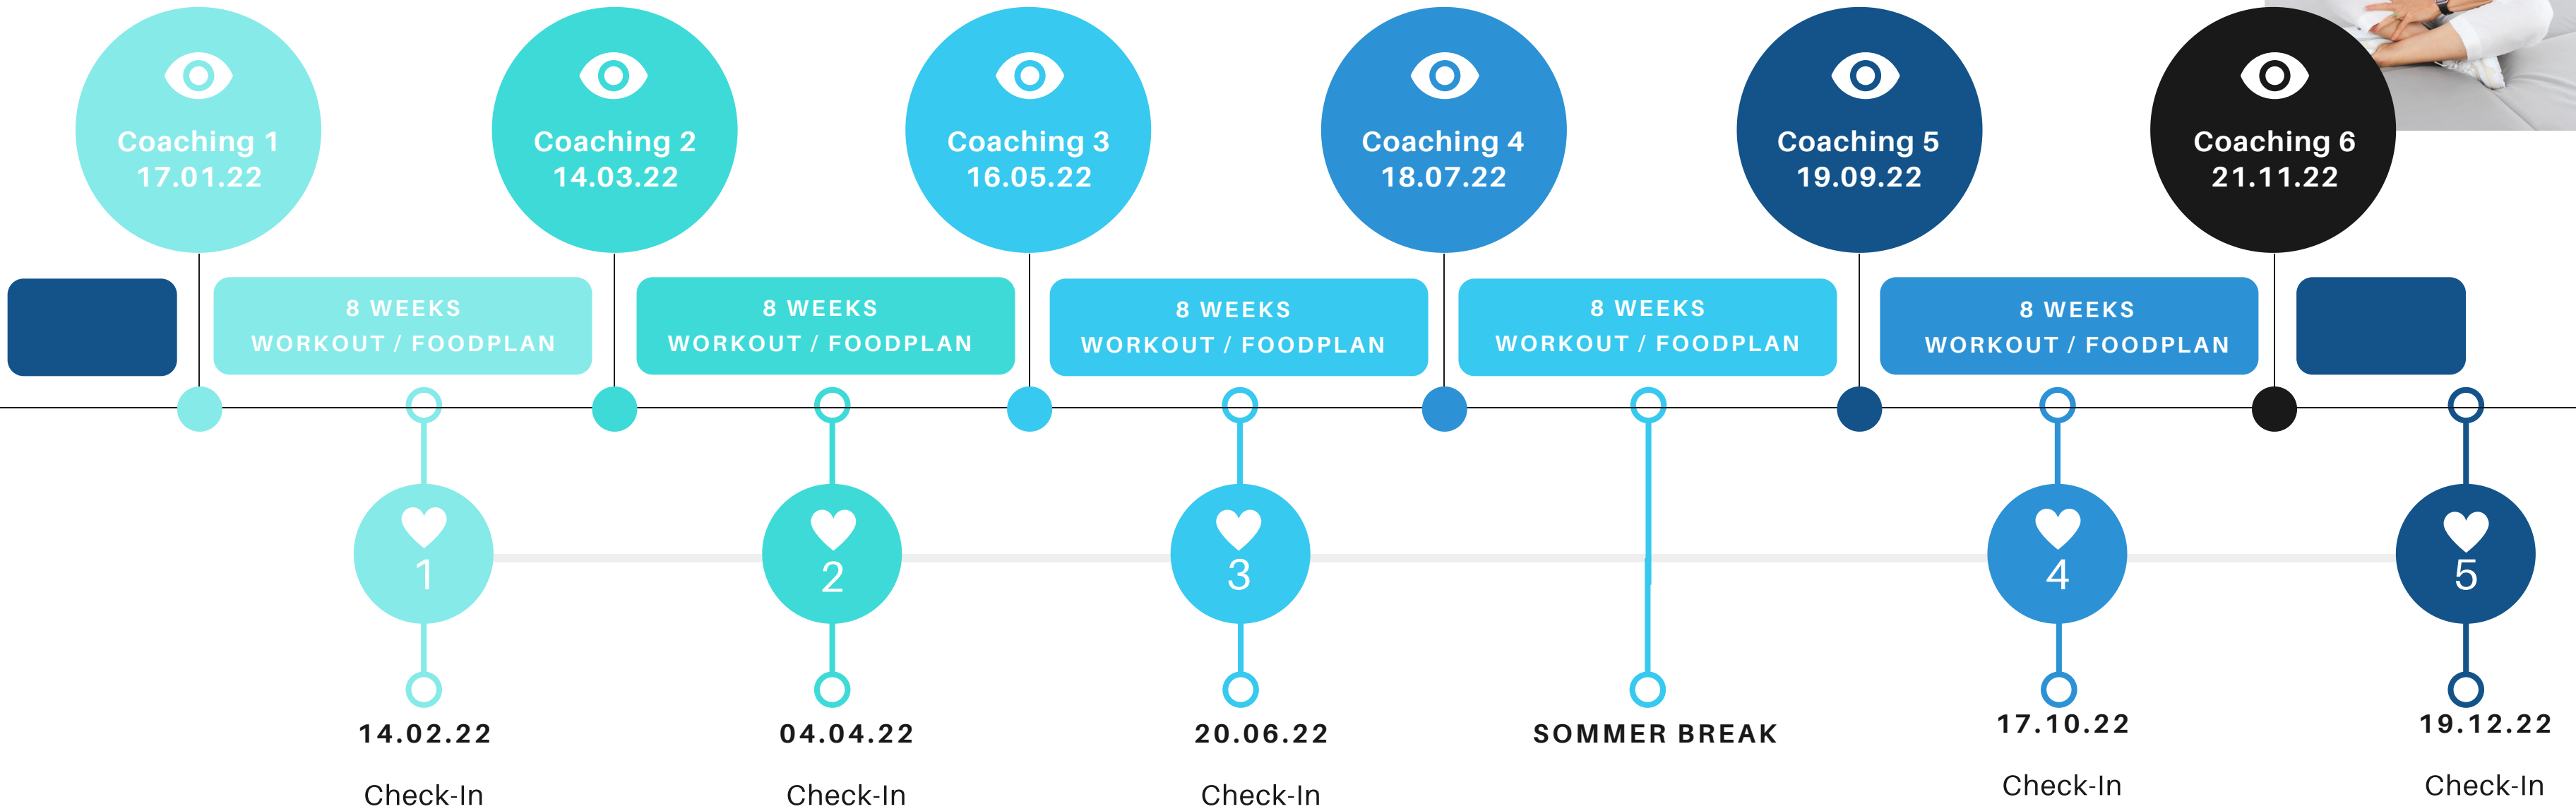 Coaching 1
17.01.22
Coaching 2
14.03.22
Coaching 3
16.05.22
Coaching 4
18.07.22
Coaching 5
19.09.22
Coaching 6
21.11.22
8 WEEKS
WORKOUT / FOODPLAN
8 WEEKS
WORKOUT / FOODPLAN
8 WEEKS
WORKOUT / FOODPLAN
8 WEEKS
WORKOUT / FOODPLAN
8 WEEKS
WORKOUT / FOODPLAN
1
2
3
4
5
14.02.22
Check-In
04.04.22
Check-In
20.06.22
Check-In
SOMMER BREAK
17.10.22
Check-In
19.12.22
Check-In